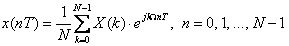 x(nT) = \frac{1}{N} \sum_{k=0}^{N-1} X(k) \cdot e^{jk\Omega nT}, n = 0, 1, ..., N − 1